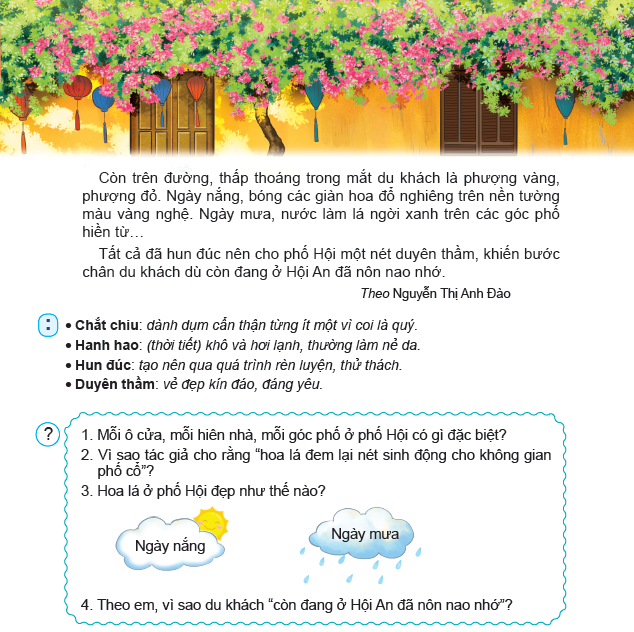 Còn trên đường, thấp thoáng trong mắt du khách là phượng vàng,
phượng đỏ. Ngày nắng, bóng các giàn hoa đổ nghiêng trên nền tường
màu vàng nghệ. Ngày mưa, nước làm lá ngời xanh trên các góc phố
hiền từ…
Tất cả đã hun đúc nên cho phố Hội một nét duyên thầm, khiến bước
chân du khách dù còn đang ở Hội An đã nôn nao nhớ.
Theo Nguyễn Thị Anh Đào
:
• Chắt chiu: dành dụm cẩn thận từng ít một vì coi là quý.
• Hanh hao: (thời tiết) khô và hơi lạnh, thường làm nẻ da.
• Hun đúc: tạo nên qua quá trình rèn luyện, thử thách.
• Duyên thầm: vẻ đẹp kín đáo, đáng yêu.
?
1. Mỗi ô cửa, mỗi hiên nhà, mỗi góc phố ở phố Hội có gì đặc biệt?
2. Vì sao tác giả cho rằng “hoa lá đem lại nét sinh động cho không gian
phố cổ”?
3. Hoa lá ở phố Hội đẹp như thế nào?
Ngày nắng
Ngày mưa
4. Theo em, vì sao du khách “còn đang ở Hội An đã nôn nao nhớ”?